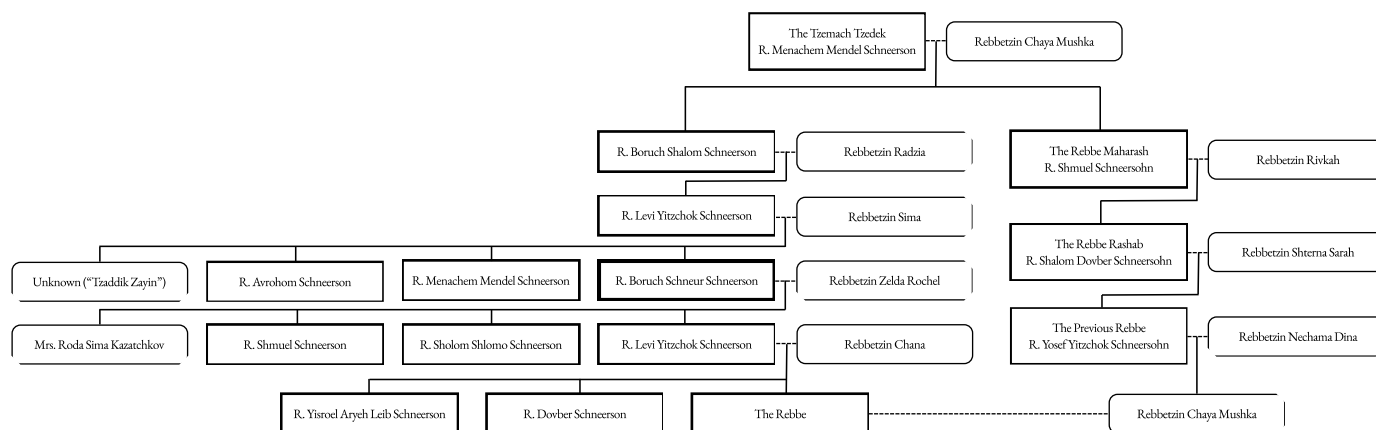 The Tzemach Tzedek
R. Menachem Mendel Schneerson
Rebbetzin Chaya Mushka
R. Boruch Shalom Schneerson
Rebbetzin Radzia
The Rebbe Maharash
R. Shmuel Schneersohn
Rebbetzin Rivkah
R. Levi Yitzchok Schneerson
Rebbetzin Sima
The Rebbe Rashab
R. Shalom Dovber Schneersohn
Rebbetzin Shterna Sarah
Unknown (“Tzaddik Zayin”)
R. Avrohom Schneerson
R. Menachem Mendel Schneerson
R. Boruch Schneur Schneerson
Rebbetzin Zelda Rochel
The Previous Rebbe
R. Yosef Yitzchok Schneersohn
Rebbetzin Nechama Dina
Mrs. Roda Sima Kazatchkov
R. Shmuel Schneerson
R. Sholom Shlomo Schneerson
R. Levi Yitzchok Schneerson
Rebbetzin Chana
R. Yisroel Aryeh Leib Schneerson
R. Dovber Schneerson
The Rebbe
Rebbetzin Chaya Mushka